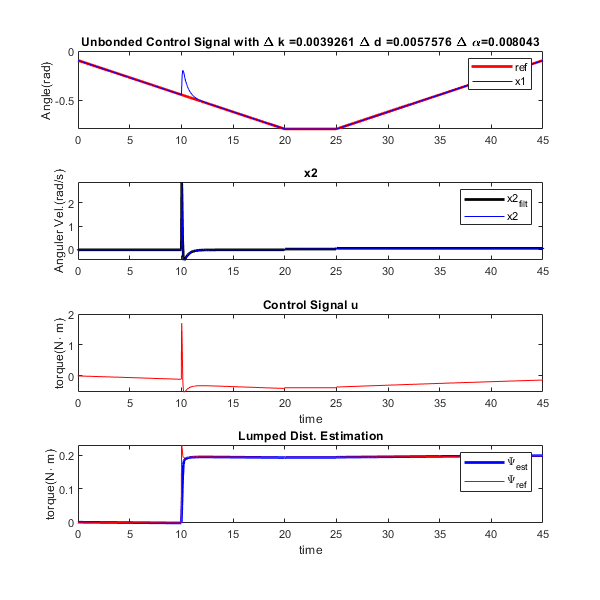 Unbonded Control Signal with Δ k =0.0039261 Δ d =0.0057576 Δ α=0.008043
Angle(rad)
0
-0.5
ref
x1
0 5 10 15 20 25 30 35 40 45
x2
Anguler Vel.(rad/s)
2
1
0
x2filt
x2
0 5 10 15 20 25 30 35 40 45
Control Signal u
torque(N· m)
2
1
0
0 5 10 15 20 25 30 35 40 45
time
Lumped Dist. Estimation
torque(N· m)
0.2
0.1
0
Ψest
Ψref
0 5 10 15 20 25 30 35 40 45
time